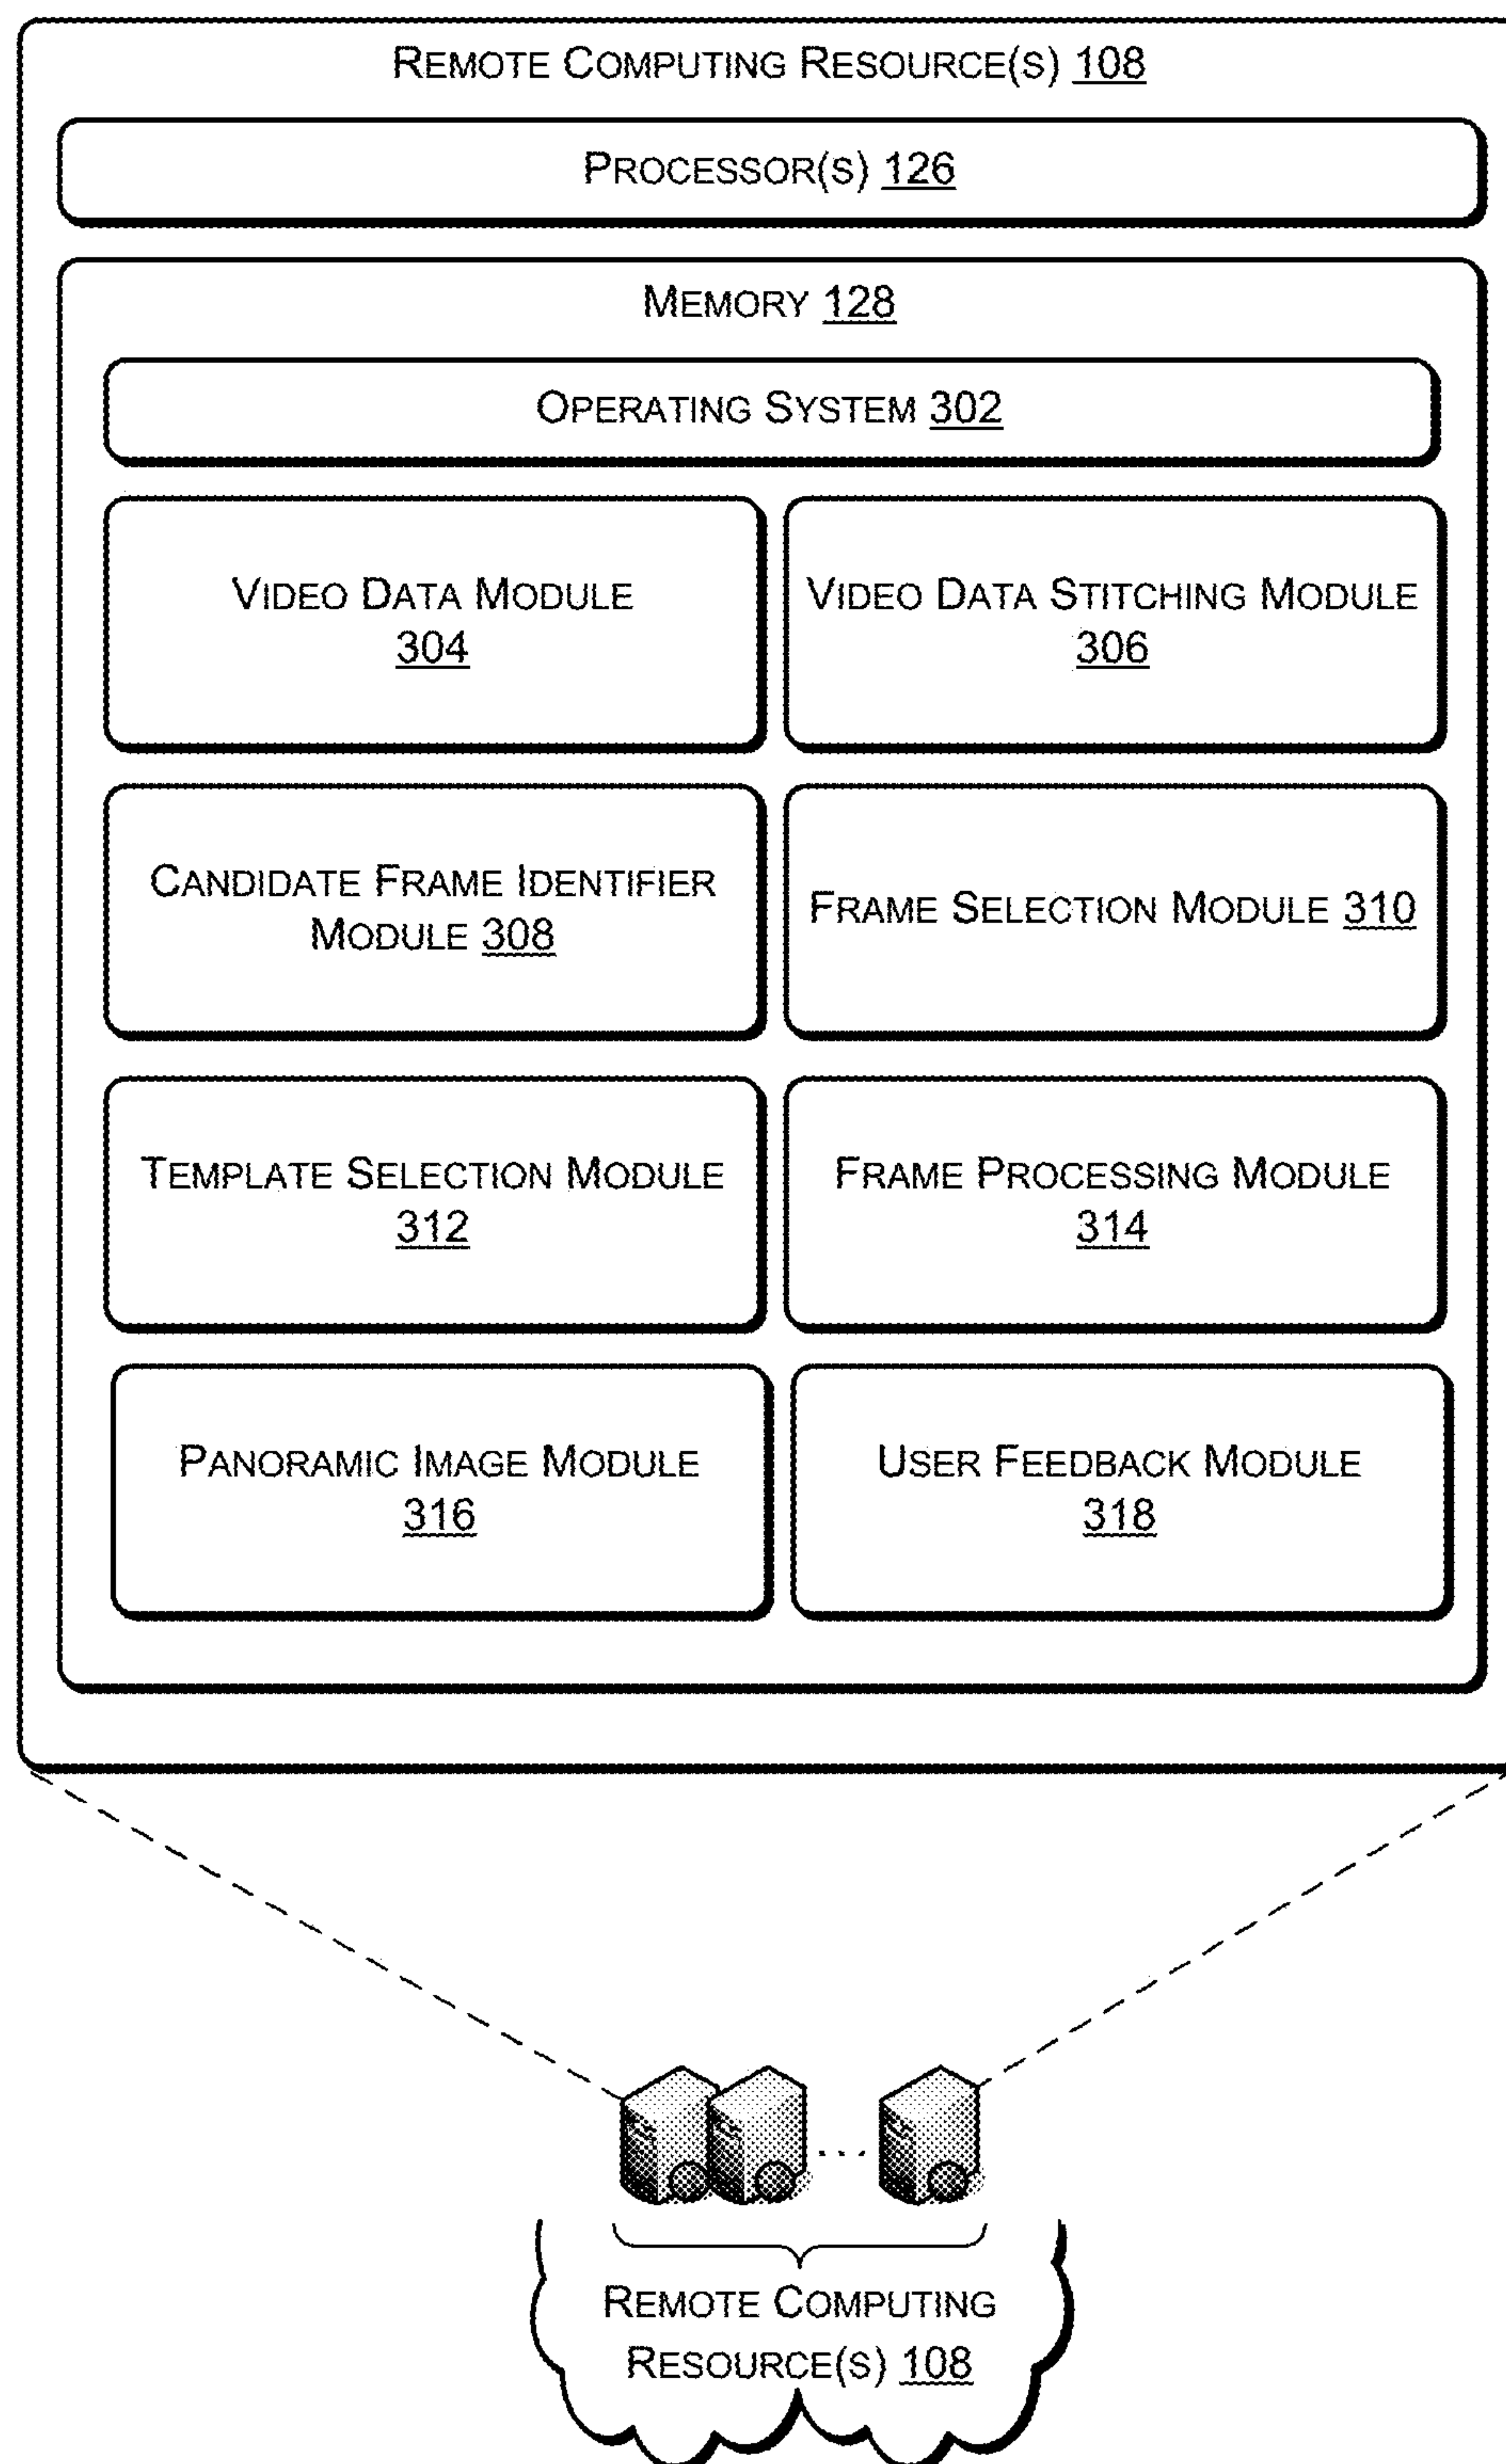 REMOTE COMPUTING RESOURCE(S) 108
PROCESSOR(S) 126
MEMORY 128
OPERATING SYSTEM 302
VIDEO DATA MODULE
304
VIDEO DATA STITCHING MODULE
306
CANDIDATE FRAME IDENTIFIER
MODULE 308
FRAME SELECTION MODULE 310
TEMPLATE SELECTION MODULE
312
FRAME PROCESSING MODULE
314
PANORAMIC IMAGE MODULE
316
USER FEEDBACK MODULE
318
...
REMOTE COMPUTING
RESOURCE(S) 108